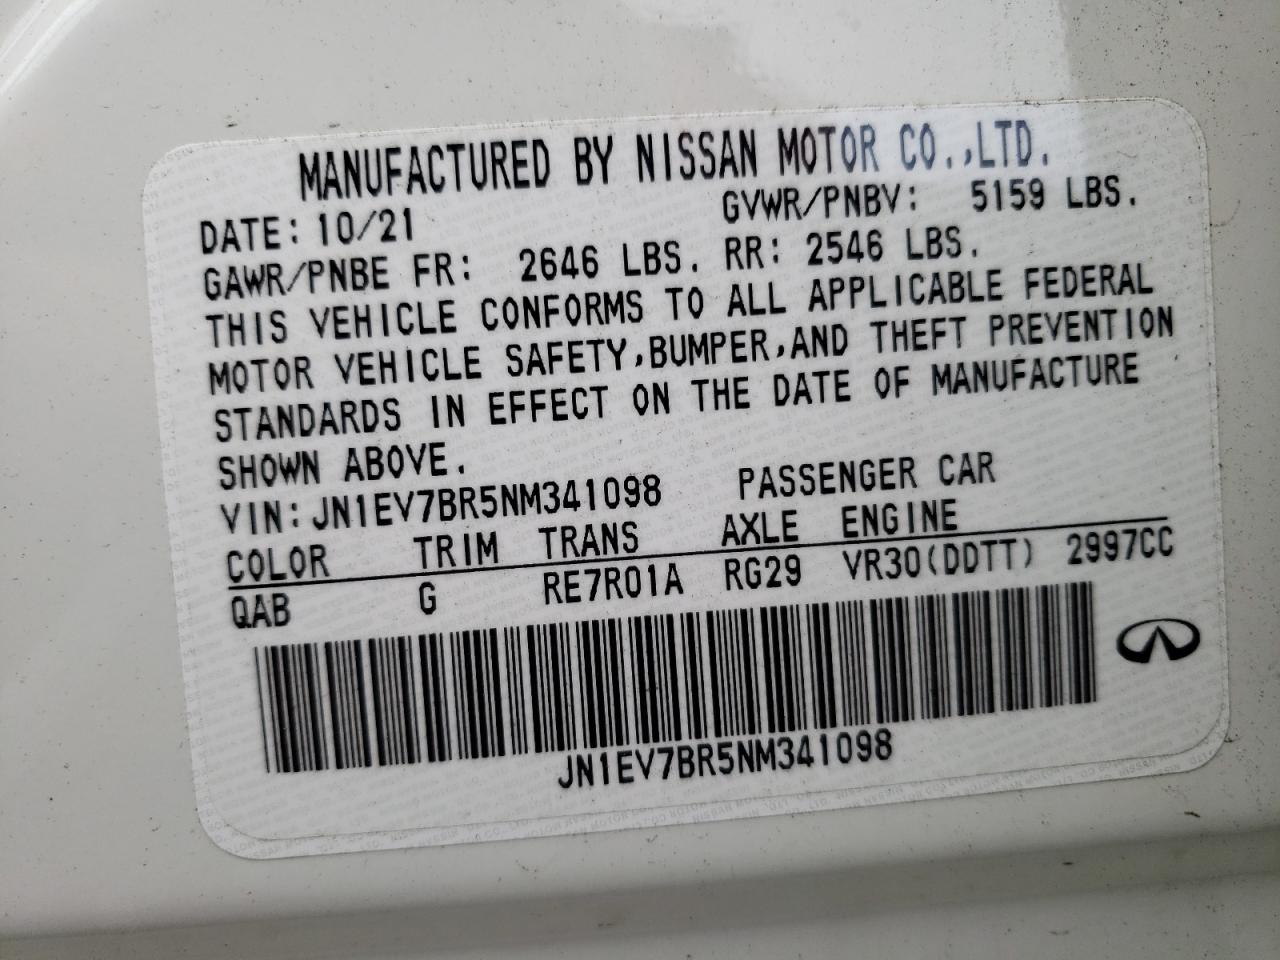 MANUFACTURED BY NISSAN MOTOR CO.,LTD.
DATE: 10/21 GVWR/PNBV: 5159 LBS.
GAWR/PNBE FR: 2646 LBS. RR: 2546 LBS.
THIS VEHICLE CONFORMS TO ALL APPLICABLE FEDERAL
MOTOR VEHICLE SAFETY,BUMPER,AND THEFT PREVENTION
STANDARDS IN EFFECT ON THE DATE OF MANUFACTURE
SHOWN ABOVE.
VIN: JN1EV7BR5NM341098 PASSENGER CAR
COLOR TRIM TRANS AXLE ENGINE
QAB G RE7R01A RG29 VR30(DDTT) 2997CC
JN1EV7BR5NM341098